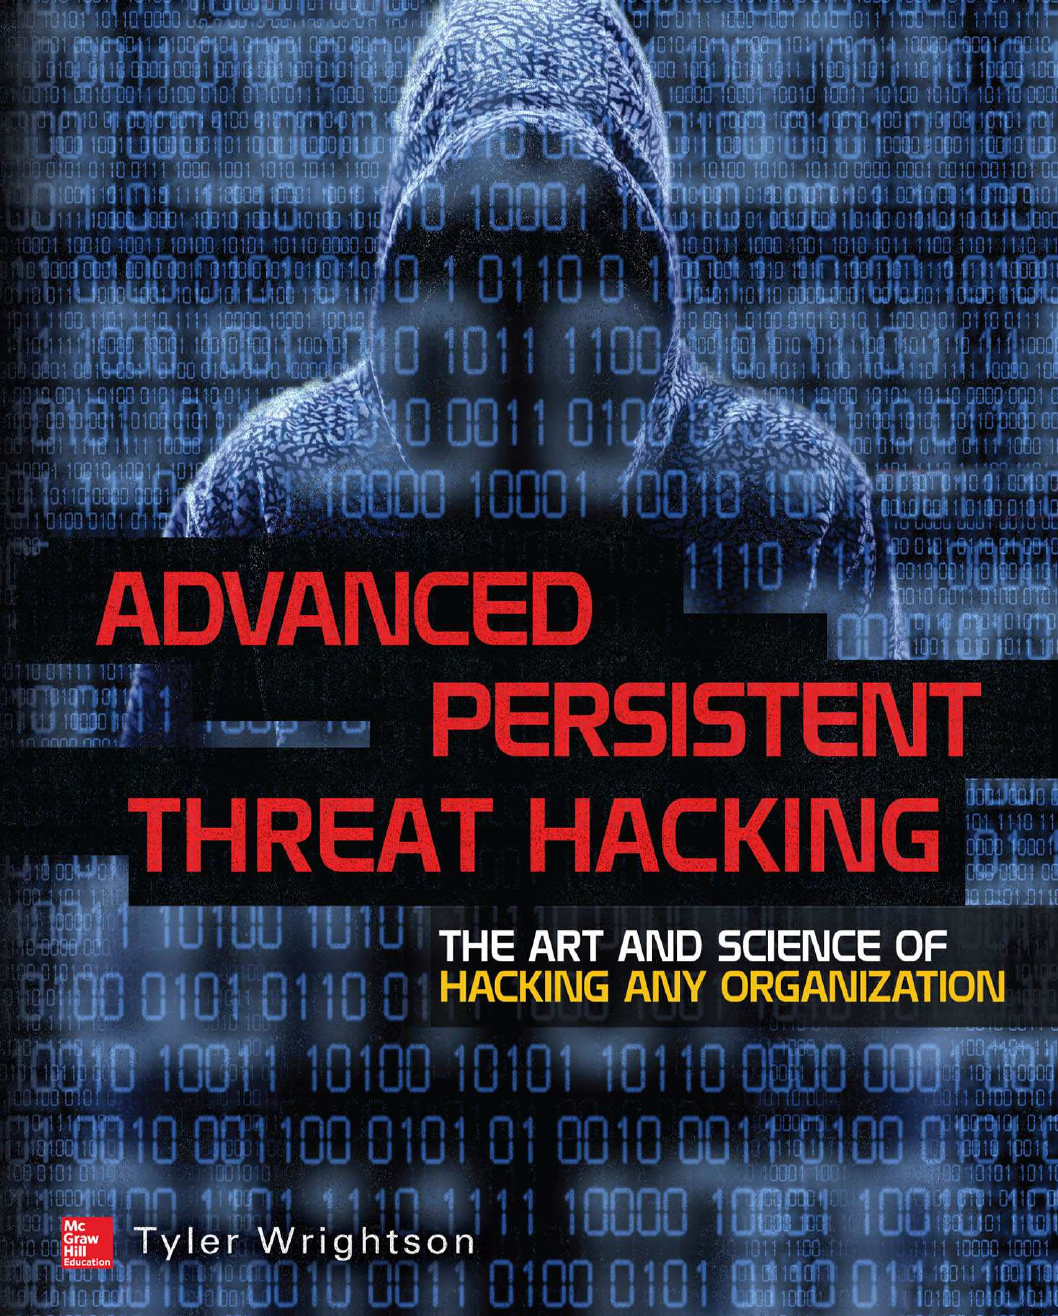 ADVANCED
PERSISTENT
THREAT HACKING
THE ART AND SCIENCE OF
HACKING ANY ORGANIZATION
Mc
Graw
Hill
Education
Tyler Wrightson